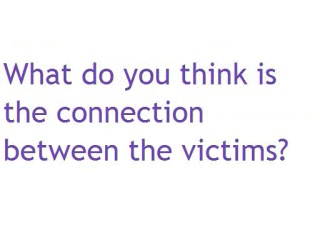 What do you think is
the connection
between the victims?